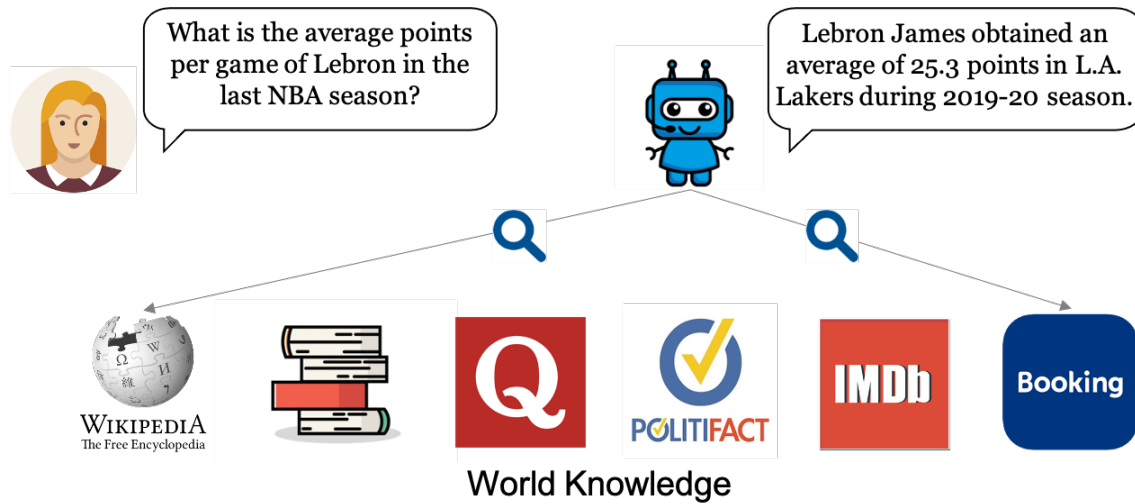 What is the average points
per game of Lebron in the
last NBA season?
Lebron James obtained an
average of 25.3 points in L.A.
Lakers during 2019-20 season.
Ω
W
И
維
WIKIPEDIA
The Free Encyclopedia
Q
POLITIFACT
IMDb
Booking
World Knowledge